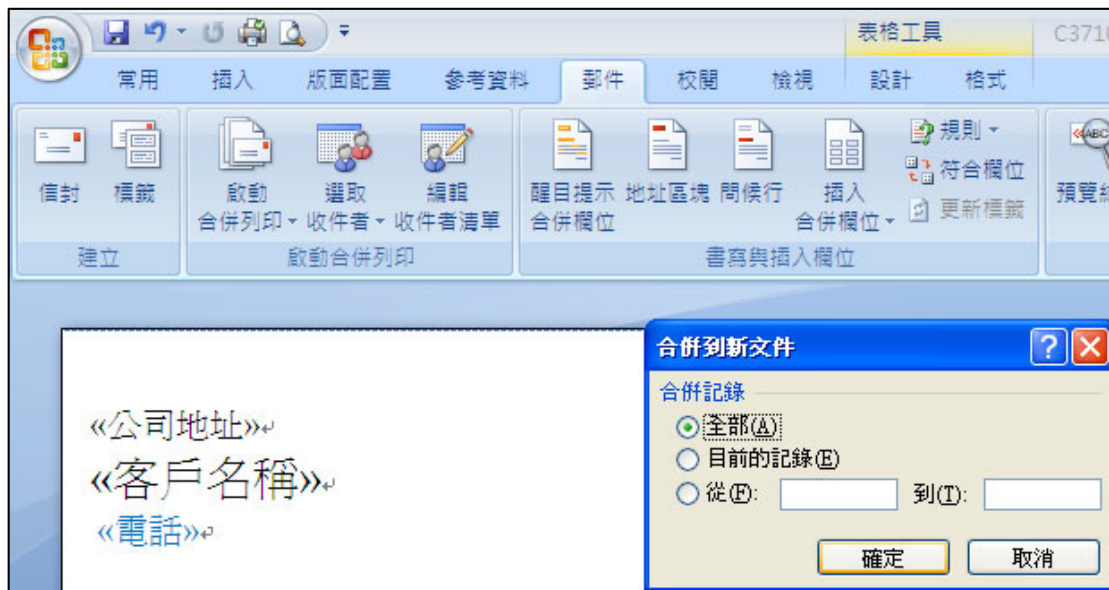 表格工具 C371
常用 插入 版面配置 參考資料 郵件 校閱 檢視 設計 格式
信封 標籤 啟動 合併列印 選取 收件者 編輯 收件者清單 醒目提示 合併欄位 地址區塊 問候行 插入 合併欄位 規則 符合欄位 更新標籤 預覽
建立 啟動合併列印 書寫與插入欄位
合併到新文件
合併記錄
全部(A)
目前的記錄(E)
從(F): 到(T):
確定 取消
«公司地址»
«客戶名稱»
«電話»